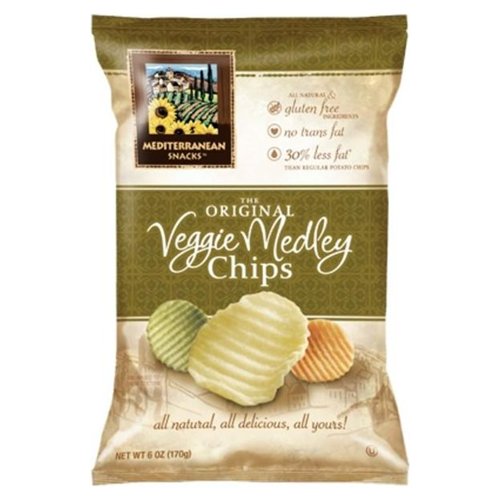 MEDITERRANEAN
SNACKS™
ALL NATURAL &
gluten free
INGREDIENTS
no trans fat
30% less fat*
THAN REGULAR POTATO CHIPS
THE
ORIGINAL
Veggie Medley
Chips
all natural, all delicious, all yours!
NET WT 6 OZ (170g)
U